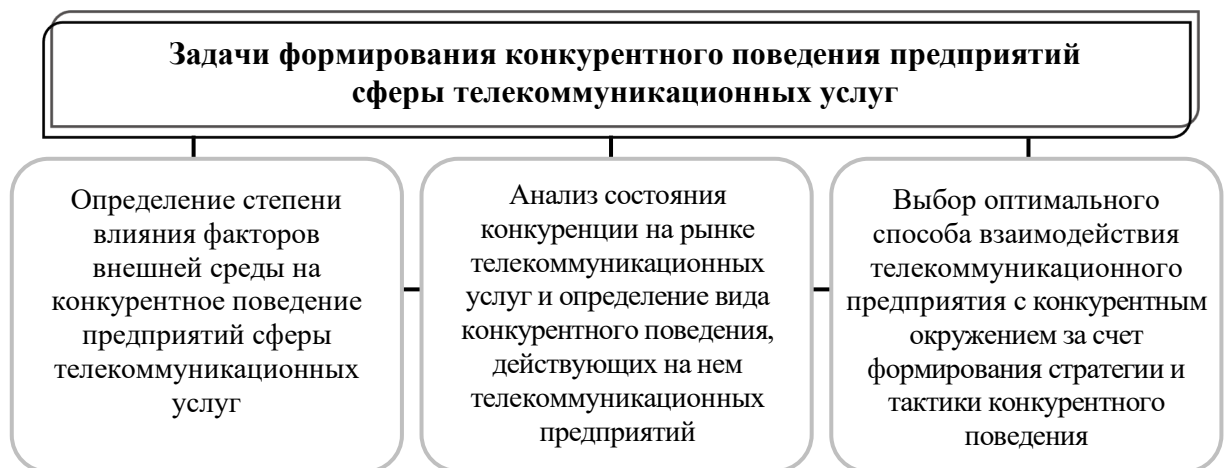 Задачи формирования конкурентного поведения предприятий
сферы телекоммуникационных услуг
Определение степени
влияния факторов
внешней среды на
конкурентное поведение
предприятий сферы
телекоммуникационных
услуг
Анализ состояния
конкуренции на рынке
телекоммуникационных
услуг и определение вида
конкурентного поведения,
действующих на нем
телекоммуникационных
предприятий
Выбор оптимального
способа взаимодействия
телекоммуникационного
предприятия с конкурентным
окружением за счет
формирования стратегии и
тактики конкурентного
поведения